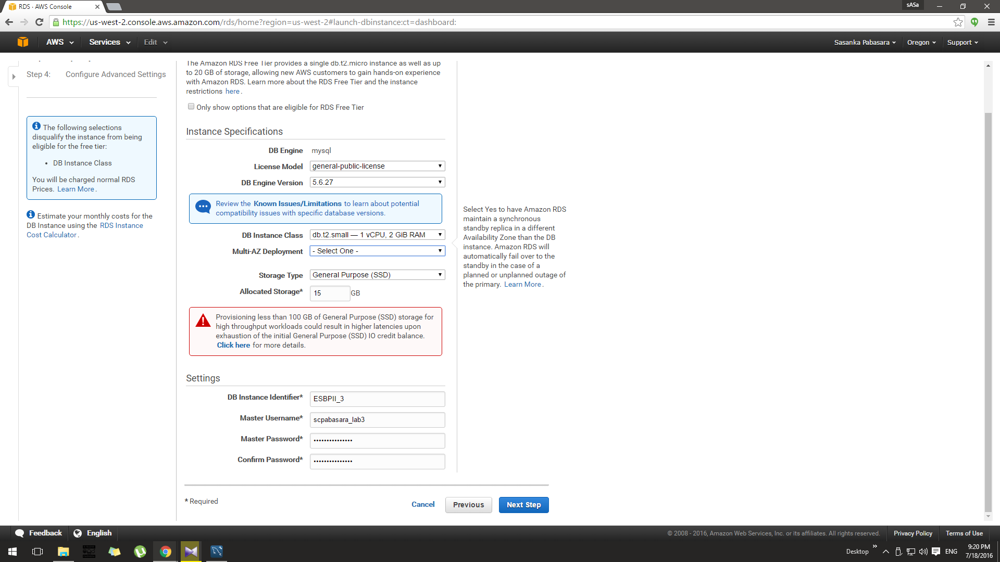 RDS · AWS Console
sASa
https://us-west-2.console.aws.amazon.com/rds/home?region=us-west-2#launch-dbinstance:ct=dashboard:
AWS
Services
Edit
Sasanka Pabasara
Oregon
Support
Step 4: Configure Advanced Settings
The following selections
disqualify the instance from being
eligible for the free tier:
• DB Instance Class
You will be charged normal RDS
Prices. Learn More.
Estimate your monthly costs for the
DB Instance using the RDS Instance
Cost Calculator.
The Amazon RDS Free Tier provides a single db.t2.micro instance as well as up
to 20 GB of storage, allowing new AWS customers to gain hands-on experience
with Amazon RDS. Learn more about the RDS Free Tier and the instance
restrictions here.
Only show options that are eligible for RDS Free Tier
Instance Specifications
DB Engine mysql
License Model general-public-license
DB Engine Version 5.6.27
Review the Known Issues/Limitations to learn about potential
compatibility issues with specific database versions.
DB Instance Class db.t2.small — 1 vCPU, 2 GiB RAM
Multi-AZ Deployment - Select One -
Storage Type General Purpose (SSD)
Allocated Storage* 15 GB
Provisioning less than 100 GB of General Purpose (SSD) storage for
high throughput workloads could result in higher latencies upon
exhaustion of the initial General Purpose (SSD) IO credit balance.
Click here for more details.
Select Yes to have Amazon RDS
maintain a synchronous
standby replica in a different
Availability Zone than the DB
instance. Amazon RDS will
automatically fail over to the
standby in the case of a
planned or unplanned outage of
the primary. Learn More.
Settings
DB Instance Identifier* ESBPII_3
Master Username* scpabasara_lab3
Master Password* •••••••••••••••
Confirm Password* •••••••••••••••
* Required
Cancel
Previous
Next Step
Feedback
English
© 2008 - 2016, Amazon Web Services, Inc. or its affiliates. All rights reserved.
Privacy Policy
Terms of Use
Desktop
ENG
9:20 PM
7/18/2016